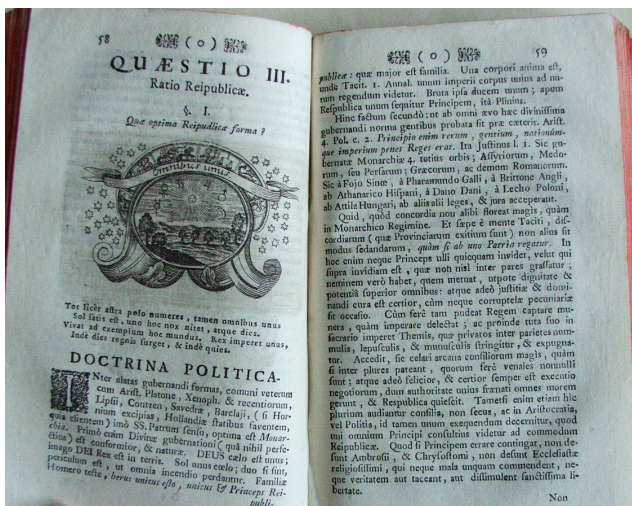 58
( o )
QUÆSTIO III.
Ratio Reipublicæ.
§. I.
Quæ optima Reipudlicæ forma ?
Omnibus unus
Tot licèt astra polo numeres, tamen omnibus unus
Sol satis est, uno hoc nox nitet, atque dies.
Vivat ad exemplum hoc mundus. Rex imperet unus,
Inde dies regnis surget, & indè quies.
DOCTRINA POLITICA-
INter alatas gubernandi formas, comuni veterum
cum Arist. Platone, Xenoph. & recentiorum,
Lipsii, Contzen, Savedræ, Barclaji, ( si Hor-
nium excipias, Hollandiæ statibus faventem,
quia clientem ) imò SS. Patrum sensu, optima est Monar-
chia. Primò enim Divinæ gubernationi ( quâ nihil perfe-
ctius ) est conformior, & naturæ. DEUS cœlo est unus;
imago DEI Rex est in terris. Sol unus cœlo; duo si sint,
periculum est, ut omnia incendio perdantur. Familiæ
Homero teste, herus unicus esto, unicus & Princeps Rei-
publi-
( o )
59
publicæ: quæ major est familia. Una corpori anima est,
unde Tacit. 1. Annal. unum imperii corpus unius ad nu-
tum regendum videtur. Bruta ipsa ducem unum; apum
Respublica unum sequitur Principem, ità Plinius.
Hinc factum secundò: ut ab omni ævo hæc divinissima
gubernandi norma gentibus probata sit præ cæteris. Arist.
4. Pol. c. 2. Principio enim rerum, gentium, nationúm-
que imperium penes Reges erat. Ita Justinus l. 1. Sic gu-
bernatæ Monarchiæ 4. totius orbis; Assyriorum, Medo-
rum, seu Persarum; Græcorum, ac demum Romanorum.
Sic à Fojo Sinæ, à Pharamundo Galli, à Brittone Angli,
ab Athanarico Hispani, à Dano Dani, à Lecho Poloni,
ab Attila Hungari, ab aliis alii leges, & jura acceperant.
Quid, quòd concordia non alibi floreat magis, quàm
in Monarchico Regimine. Et sæpe è mente Taciti, dis-
cordiarum ( quæ Provinciarum exitium sunt ) non alius sit
modus sedandarum, quàm si ab uno Patria regatur. In
hoc enim neque Princeps ulli quicquam invidet, velut qui
supra invidiam est, quæ non nisi inter pares grassatur;
neminem verò habet, quem metuat, utpote dignitate &
potentiâ superior omnibus: atque adeò justitiæ & domi-
nandi cura est certior, cùm neque corruptelæ pecuniariæ
sit occasio. Cùm ferè tam pudeat Regem captare mu-
nera, quàm imperare delectat; ac proinde tuta suo in
sacrario imperet Themis, quæ privatos inter parietes num-
mulis, lepusculis, & munusculis stringitur, & expugna-
tur. Accedit, sic celari arcana consiliorum magis, quàm
si inter plures pateant, quorum ferè venales nonnulli
sunt; atque adeò felicior, & certior semper est executio
negotiorum, dum authoritate unius frænati omnes morem
gerunt, & Respublica quiescit. Tametsi enim etiam hic
plurium audiantur consilia, non secus, ac in Aristocratia,
vel Politia, id tamen unum exequendum decernitur, quod
uni omnium Principi consultius videtur ad commodum
Reipublicæ. Quod si Principem errare contingat, non de-
sunt Ambrosii, & Chrysostomi, non desunt Ecclesiastæ
religiosissimi, qui neque mala unquam commendent, ne-
que veritatem aut taceant, aut dissimulent sanctissima li-
bertate.
Non